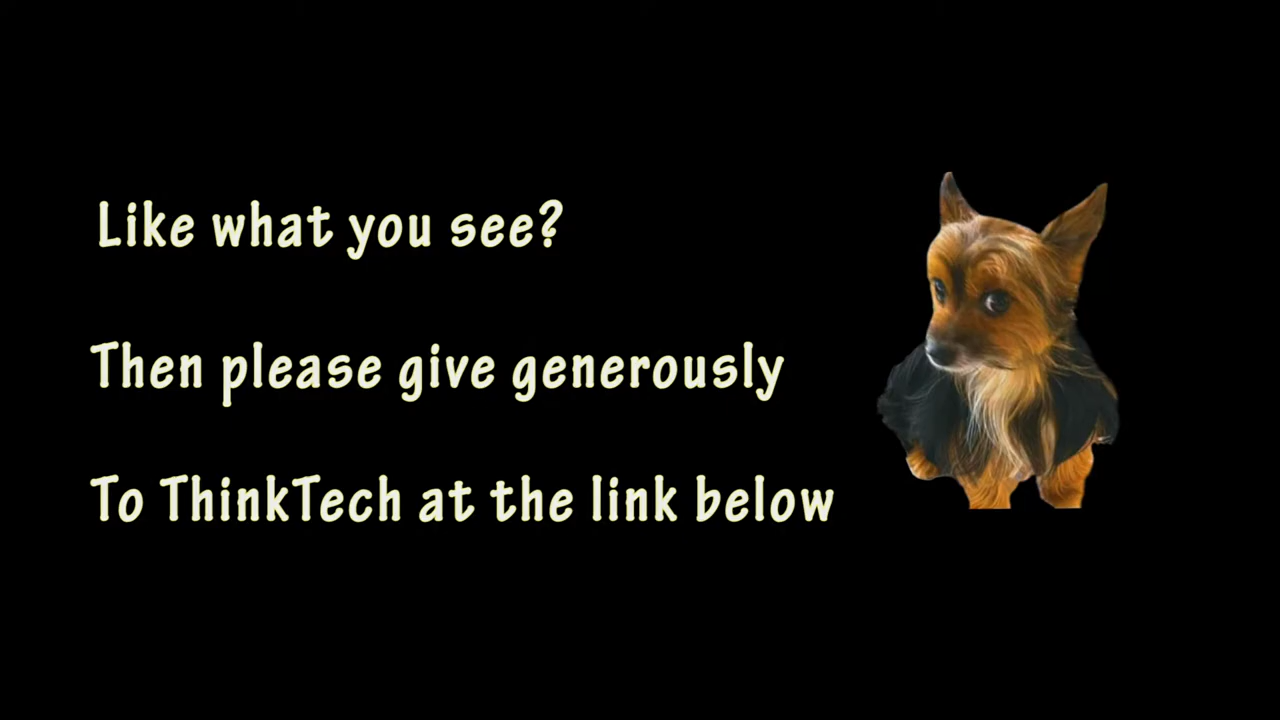 Like what you see?
Then please give generously
To ThinkTech at the link below